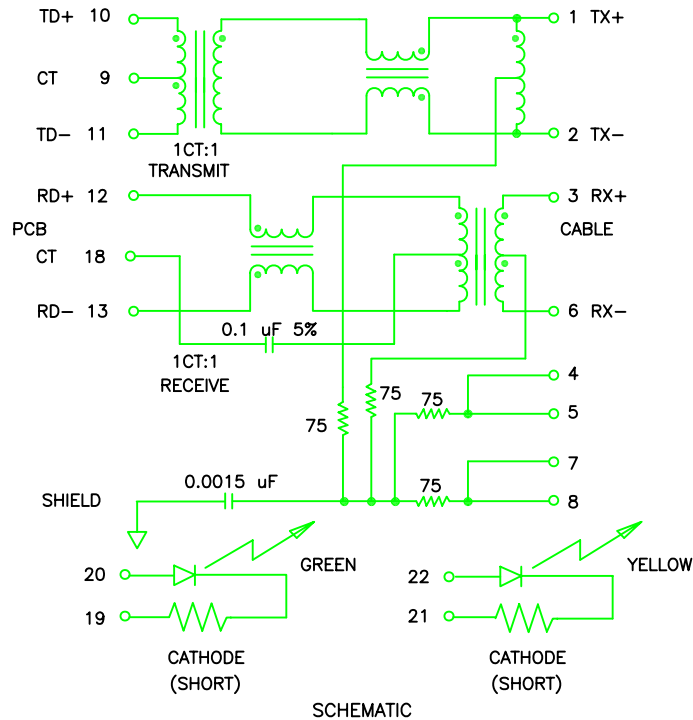 TD+ 10
1 TX+
CT 9
TD- 11
2 TX-
1CT:1
TRANSMIT
RD+ 12
3 RX+
PCB
CABLE
CT 18
RD- 13
6 RX-
0.1 uF 5%
1CT:1
RECEIVE
4
75
75
75
5
7
0.0015 uF
75
SHIELD
8
GREEN
YELLOW
20
22
19
21
CATHODE
(SHORT)
CATHODE
(SHORT)
SCHEMATIC